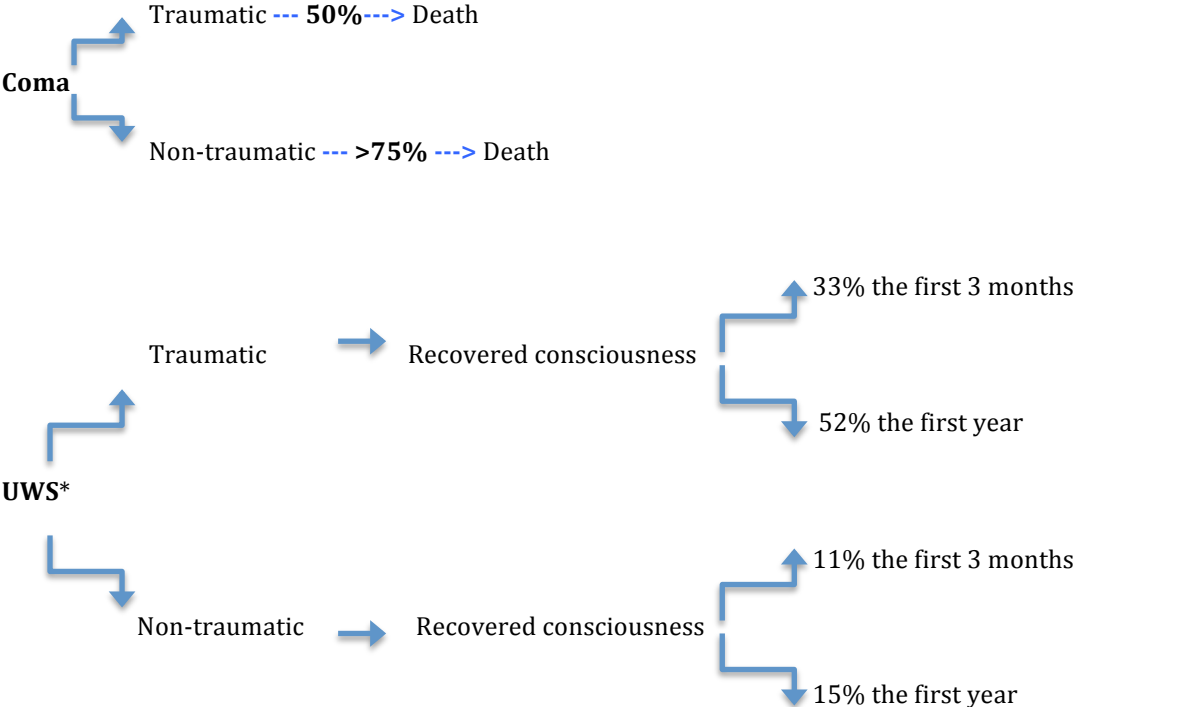 Traumatic --- 50%---> Death
Coma
Non-traumatic --- >75% ---> Death
33% the first 3 months
Traumatic
Recovered consciousness
52% the first year
UWS*
11% the first 3 months
Non-traumatic
Recovered consciousness
15% the first year